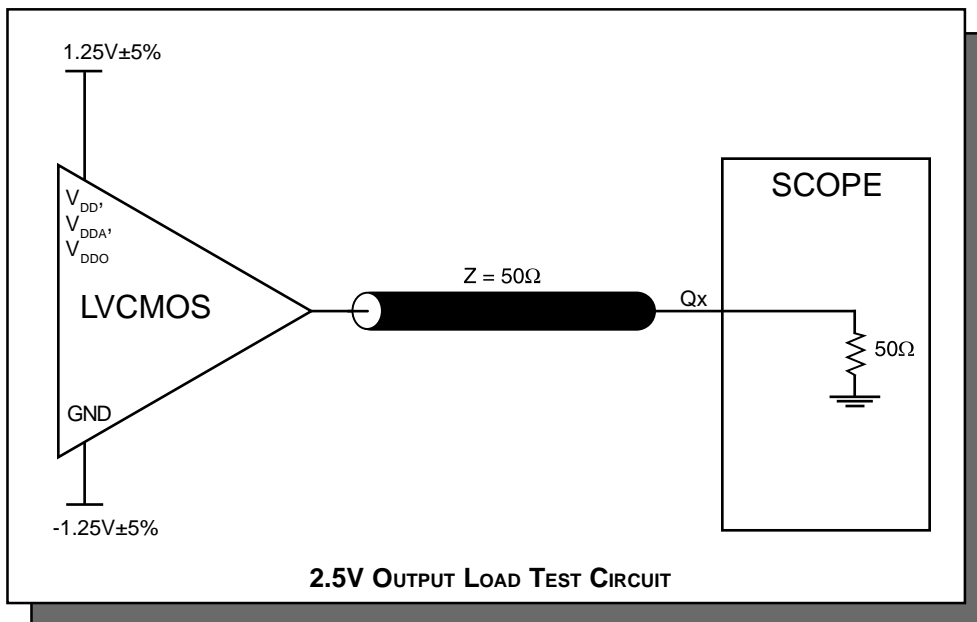 1.25V±5%
V_DD,
V_DDA,
V_DDO
LVCMOS
GND
-1.25V±5%
Z = 50Ω
Qx
SCOPE
50Ω
2.5V OUTPUT LOAD TEST CIRCUIT